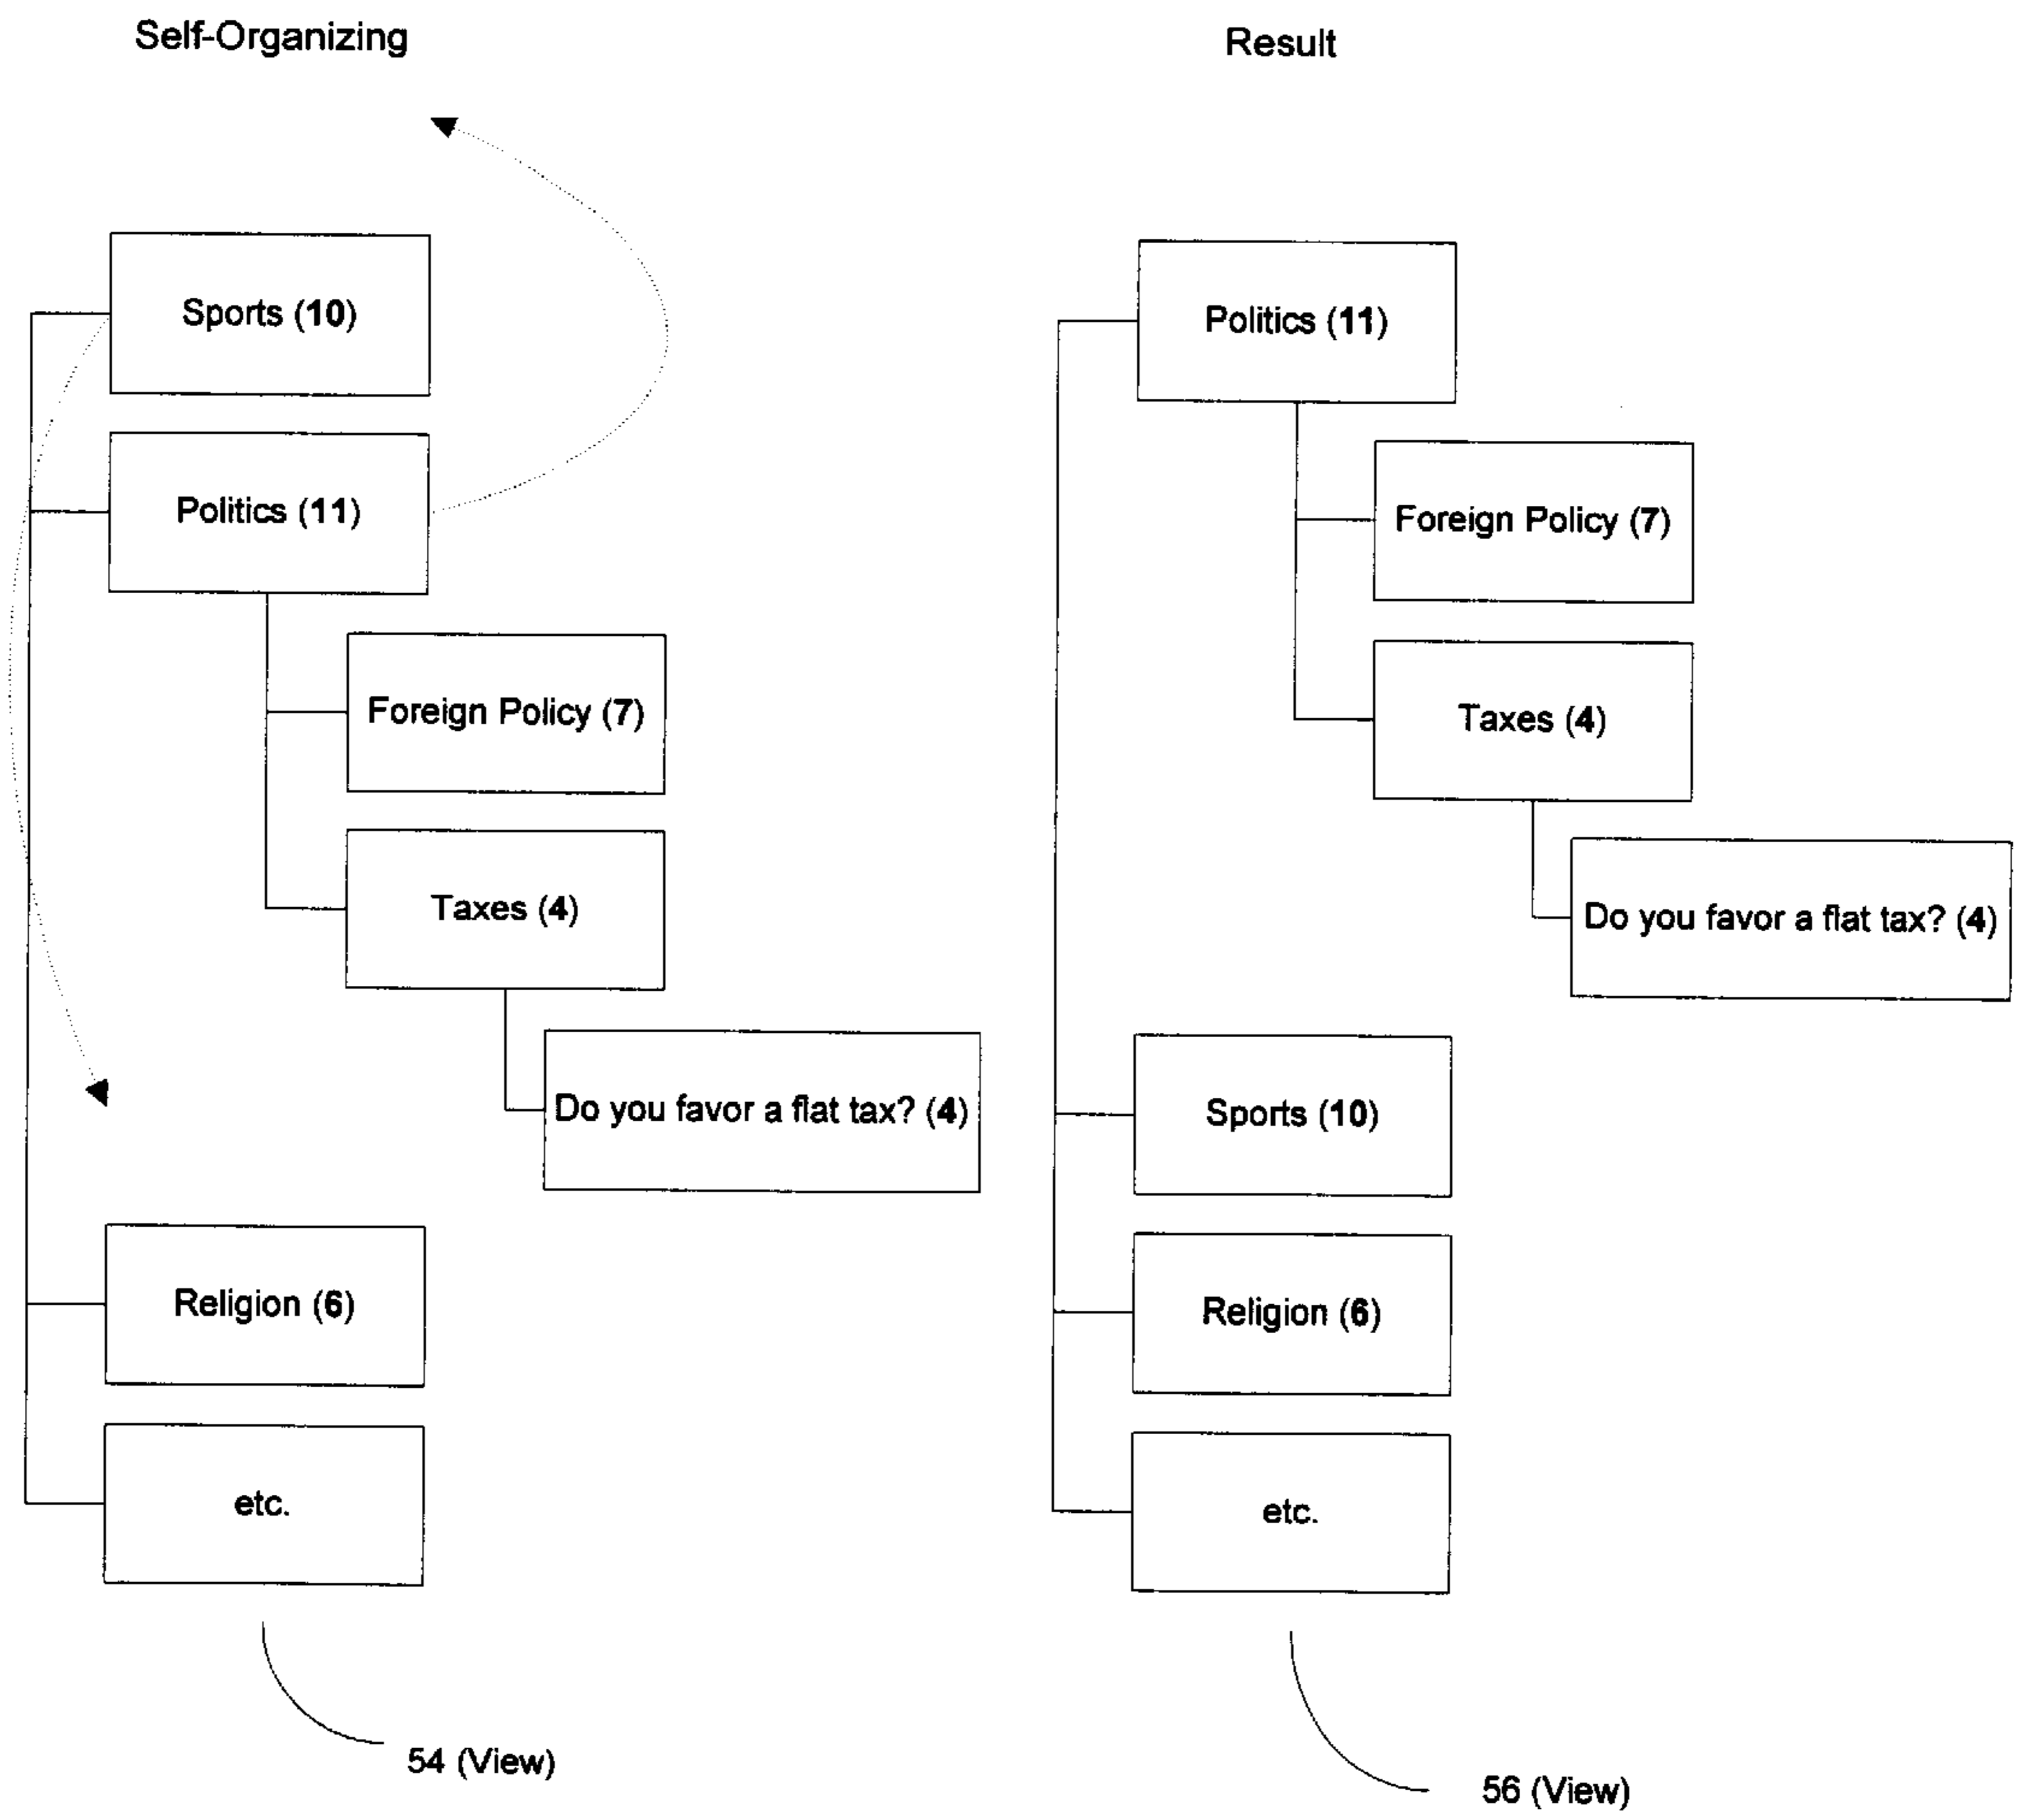 Self-Organizing
Sports (10)
Politics (11)
Foreign Policy (7)
Taxes (4)
Do you favor a flat tax? (4)
Religion (6)
etc.
54 (View)
Result
Politics (11)
Foreign Policy (7)
Taxes (4)
Do you favor a flat tax? (4)
Sports (10)
Religion (6)
etc.
56 (View)